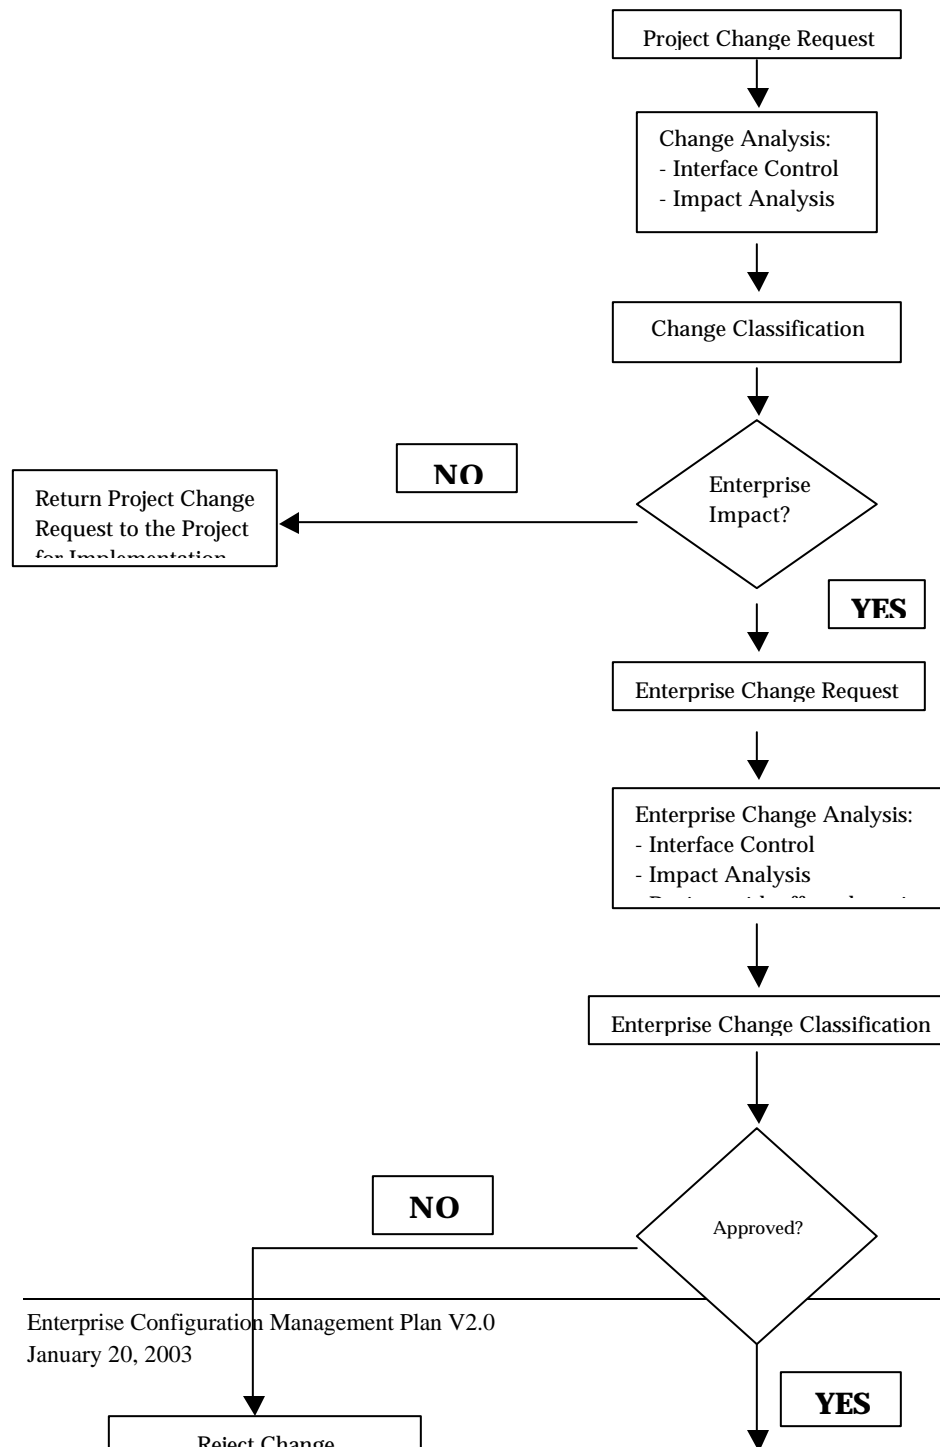 Project Change Request
Change Analysis:
- Interface Control
- Impact Analysis
Change Classification
Enterprise
Impact?
NO
Return Project Change
Request to the Project
for Implementation
YES
Enterprise Change Request
Enterprise Change Analysis:
- Interface Control
- Impact Analysis
Enterprise Change Classification
Approved?
NO
Enterprise Configuration Management Plan V2.0
January 20, 2003
YES
Reject Change